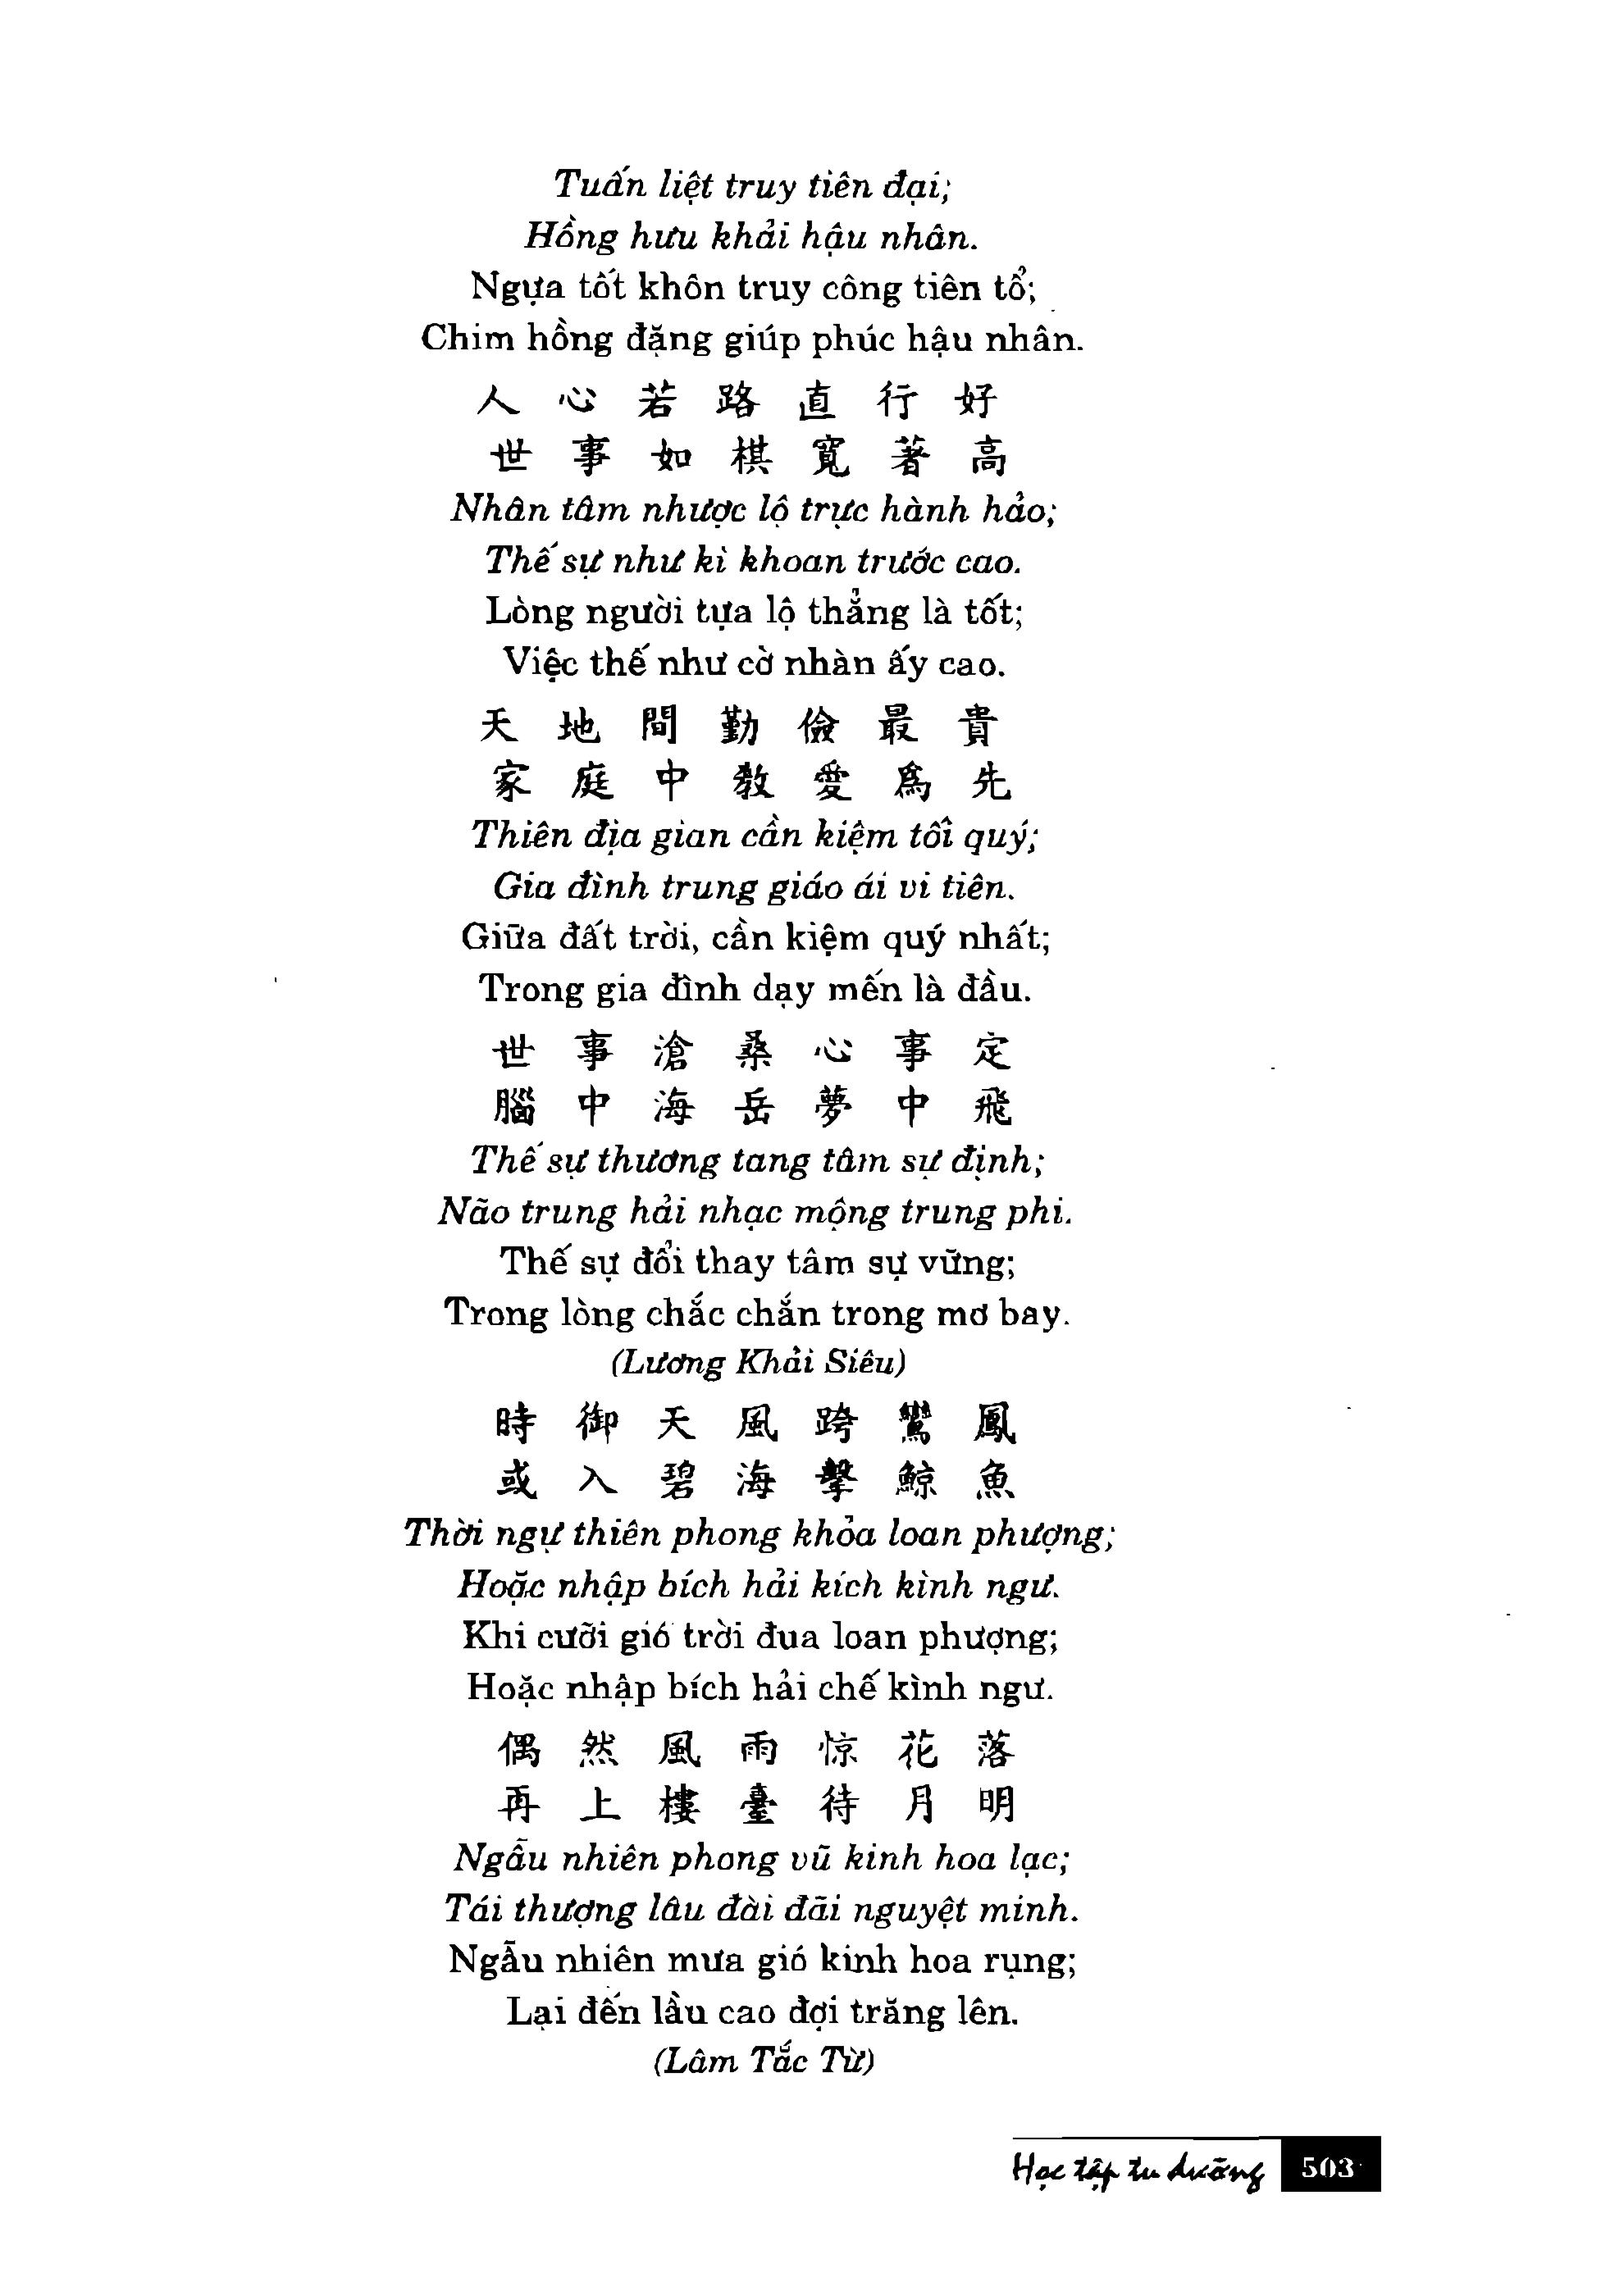 Tuấn liệt truy tiên đại;
Hồng hưu khải hậu nhân.
Ngựa tốt khôn truy công tiên tổ;
Chim hồng đặng giúp phúc hậu nhân.
人心若路直行好
世事如棋寬著高
Nhân tâm nhược lộ trực hành hảo;
Thế sự như kì khoan trước cao.
Lòng người tựa lộ thẳng là tốt;
Việc thế như cờ nhàn ấy cao.
天地間勤儉最貴
家庭中教愛為先
Thiên địa gian cần kiệm tối quý;
Gia đình trung giáo ái vi tiên.
Giữa đất trời, cần kiệm quý nhất;
Trong gia đình dạy mến là đầu.
世事滄桑心事定
腦中海岳夢中飛
Thế sự thương tang tâm sự định;
Não trung hải nhạc mộng trung phi.
Thế sự đổi thay tâm sự vững;
Trong lòng chắc chắn trong mơ bay.
(Lương Khải Siêu)
時御天風跨鸞鳳
或入碧海擊鯨魚
Thời ngự thiên phong khỏa loan phượng;
Hoặc nhập bích hải kích kình ngư.
Khi cưỡi gió trời đua loan phượng;
Hoặc nhập bích hải chế kình ngư.
偶然風雨惊花落
再上樓臺待月明
Ngẫu nhiên phong vũ kinh hoa lạc;
Tái thượng lâu đài đãi nguyệt minh.
Ngẫu nhiên mưa gió kinh hoa rụng;
Lại đến lầu cao đợi trăng lên.
(Lâm Tắc Từ)
Học tập tu dưỡng 503